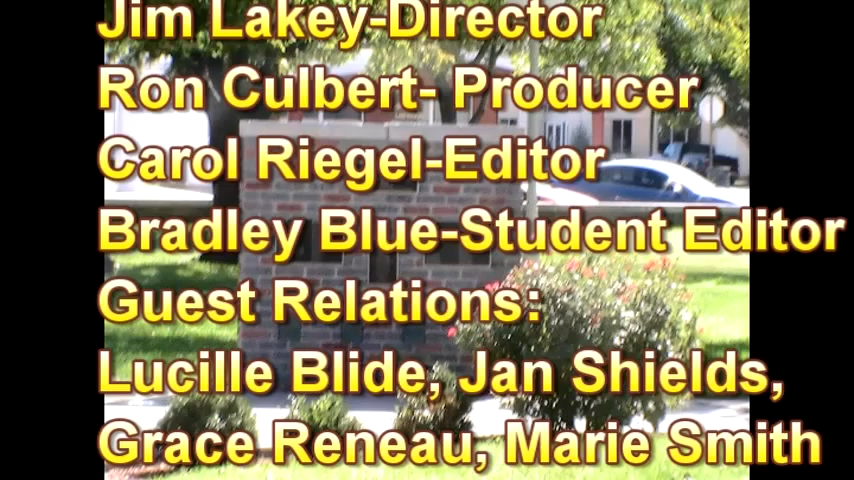 Jim Lakey-Director
Ron Culbert- Producer
Carol Riegel-Editor
Bradley Blue-Student Editor
Guest Relations:
Lucille Blide, Jan Shields,
Grace Reneau, Marie Smith